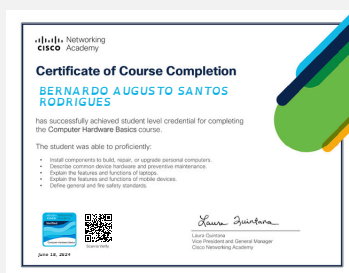 Networking
CISCO Academy
Certificate of Course Completion
BERNARDO AUGUSTO SANTOS
RODRIGUES
has successfully achieved student level credential for completing
the Computer Hardware Basics course.
The student was able to proficiently:
• Install components to build, repair, or upgrade personal computers.
• Describe common device hardware and preventive maintenance.
• Explain the features and functions of laptops.
• Explain the features and functions of mobile devices.
• Define general and fire safety standards.
Laura Quintana
Laura Quintana
Vice President and General Manager
Cisco Networking Academy
June 18, 2024